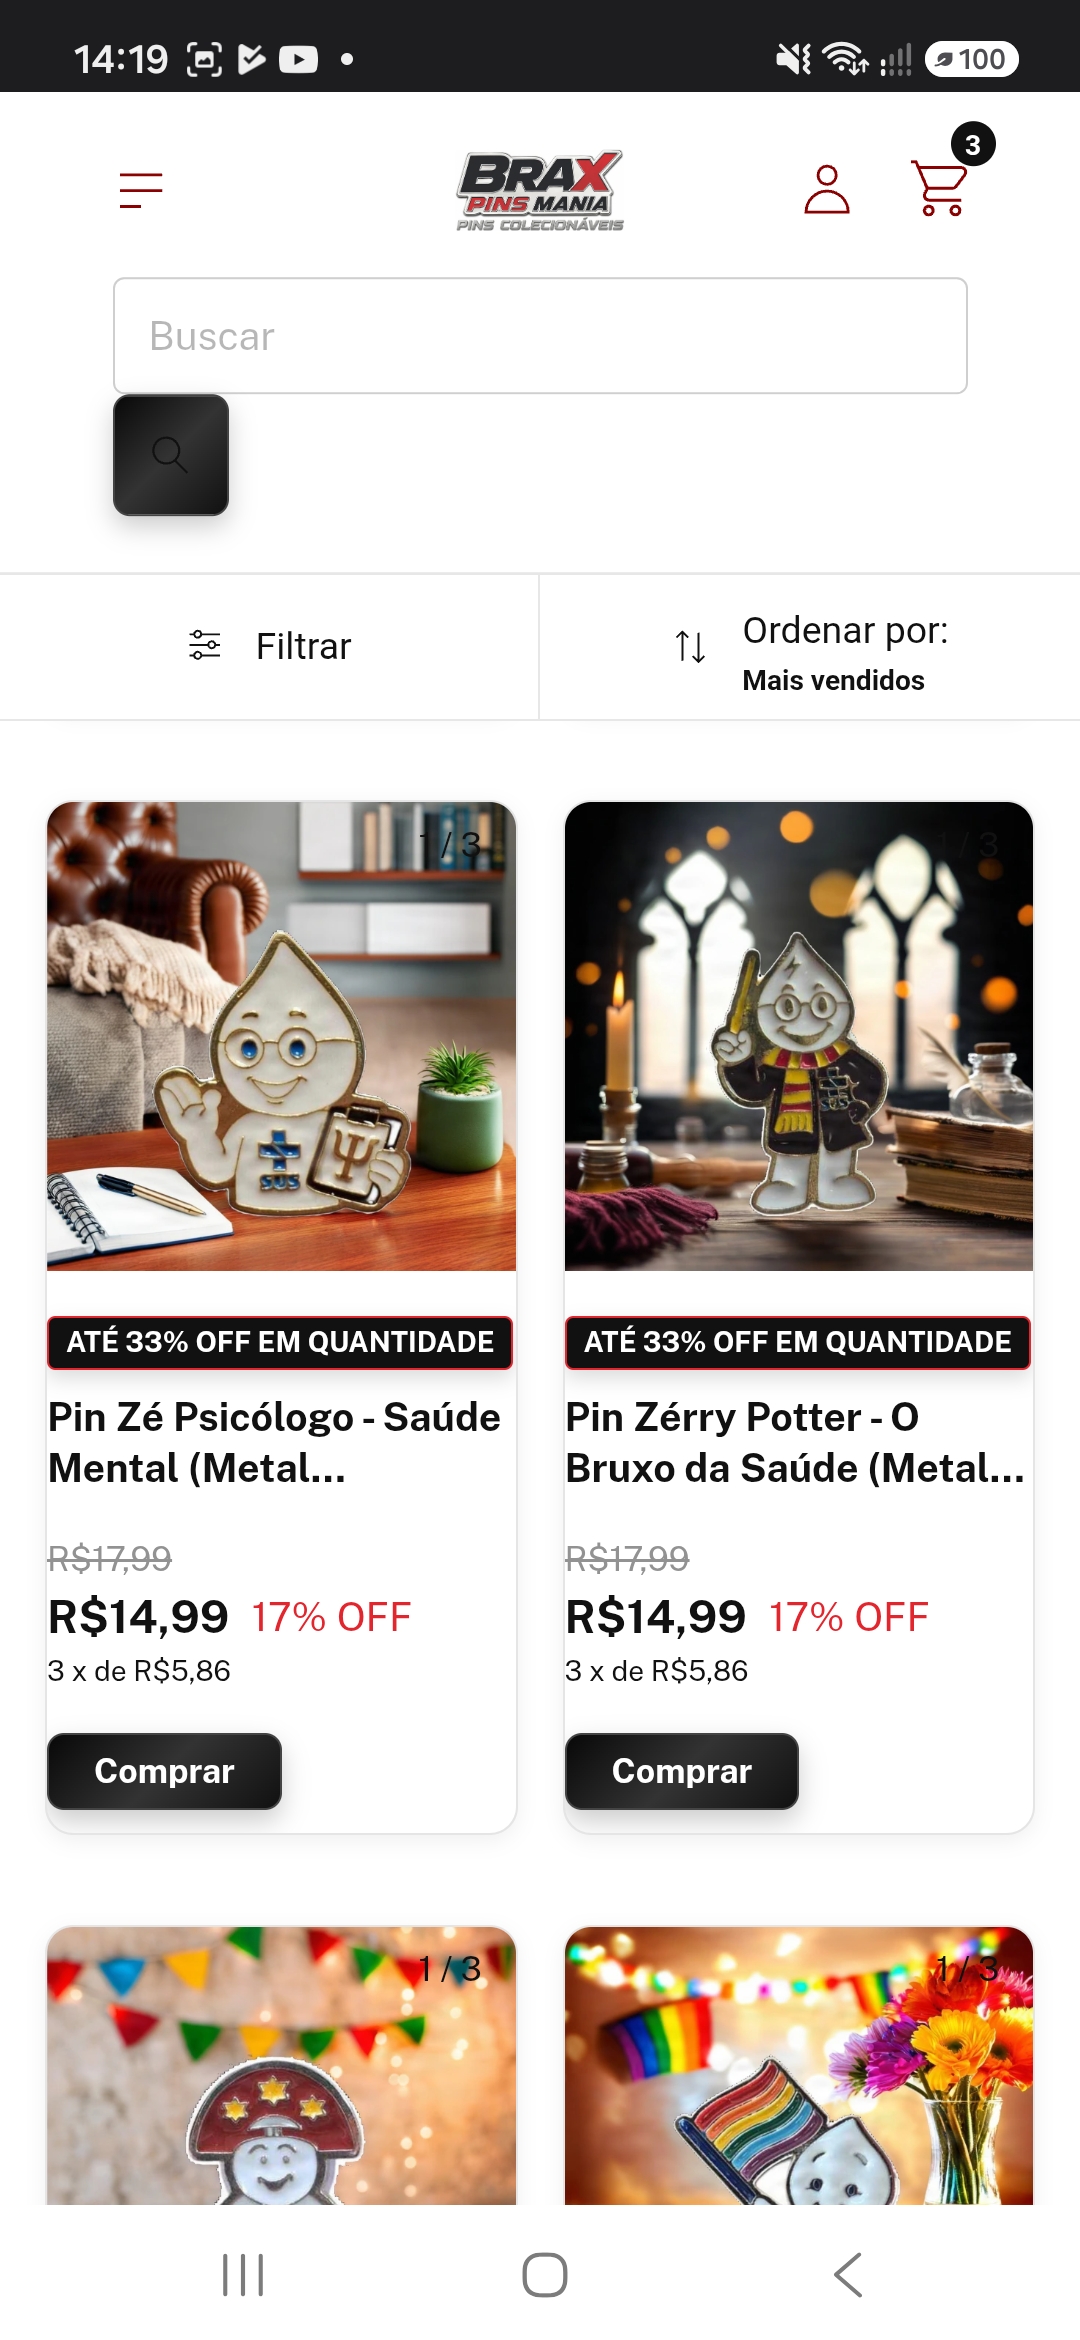 14:19
100
3
BRAX
PINS MANIA
PINS COLECIONÁVEIS
Buscar
Filtrar
Ordenar por:
Mais vendidos
1 / 3
1 / 3
SUS
SUS
ATÉ 33% OFF EM QUANTIDADE
ATÉ 33% OFF EM QUANTIDADE
Pin Zé Psicólogo - Saúde
Mental (Metal...
Pin Zérry Potter - O
Bruxo da Saúde (Metal...
R$17,99
R$17,99
R$14,99 17% OFF
R$14,99 17% OFF
3 x de R$5,86
3 x de R$5,86
Comprar
Comprar
1 / 3
1 / 3